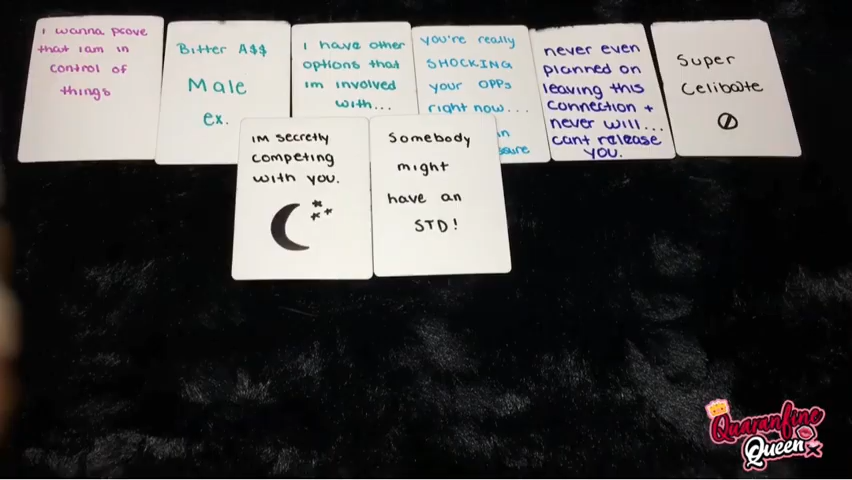 I wanna prove
that I am in
control of
things
Bitter A$$
Male
ex.
I have other
options that
im involved
with...
you're really
SHOCKING
your OPPs
right now...
never even
planned on
leaving this
connection +
never will...
cant release
you.
Super
Celibate
IM secretly
competing
with you.
Somebody
might
have an
STD!
Quaranfine
Queen